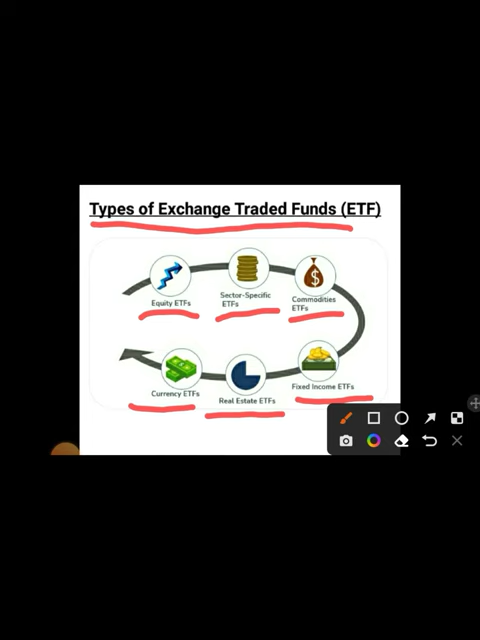 Types of Exchange Traded Funds (ETF)
Equity ETFs
Sector-Specific
ETFs
Commodities
ETFs
Currency ETFs
Real Estate ETFs
Fixed Income ETFs